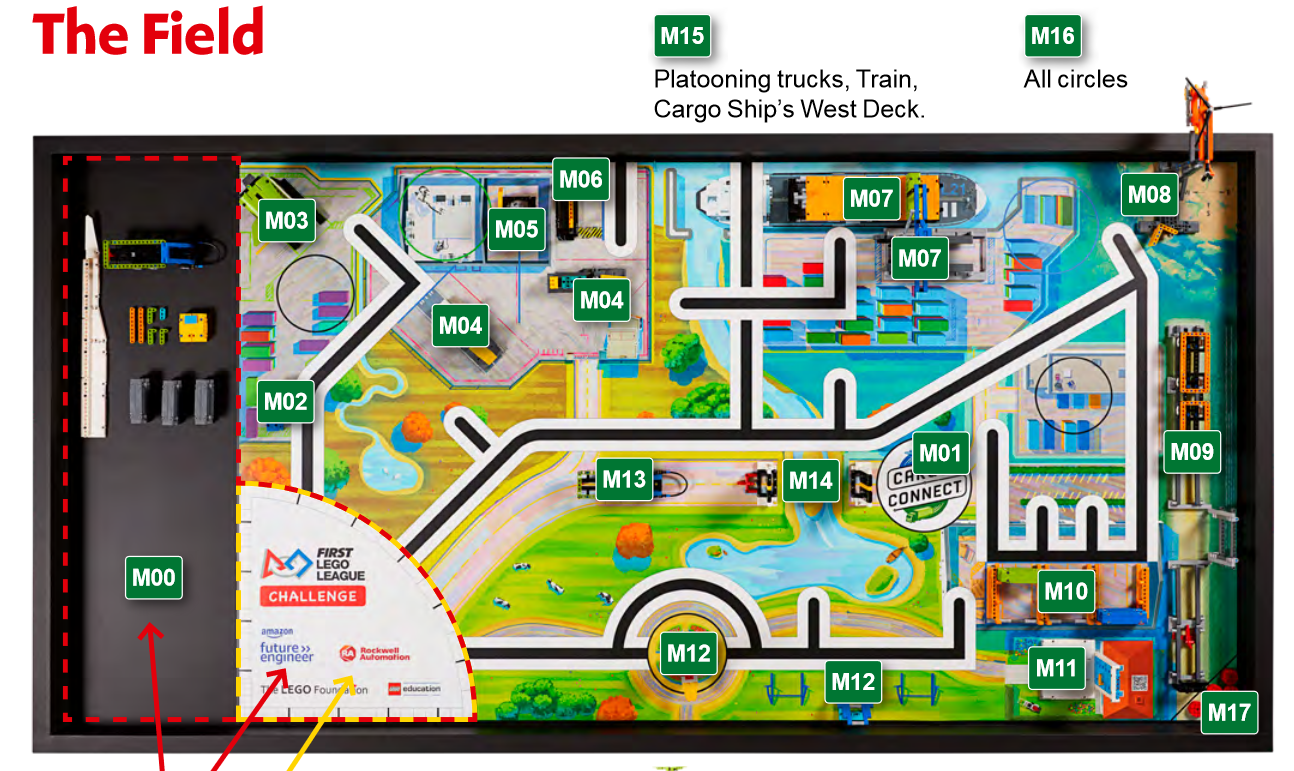 The Field
M15
Platooning trucks, Train,
Cargo Ship's West Deck.
M16
All circles
M03
M06
M05
M07
M08
M07
M04
M04
M02
M01
CONNECT
M09
M13
M14
M00
FIRST
LEGO
LEAGUE
CHALLENGE
amazon
future
engineer
RA
Rockwell
Automation
LEGO Foundation
education
M10
M12
M12
M11
M17